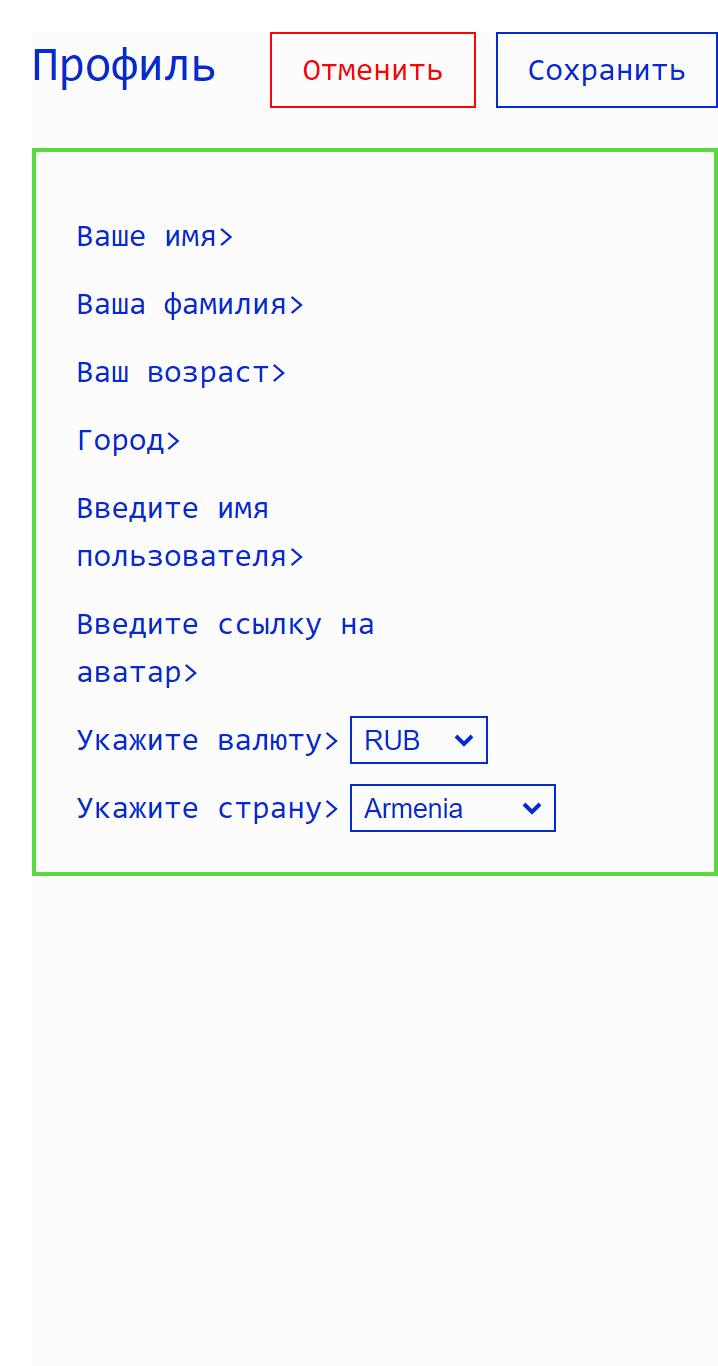 Профиль
Отменить
Сохранить
Ваше имя>
Ваша фамилия>
Ваш возраст>
Город>
Введите имя
пользователя>
Введите ссылку на
аватар>
Укажите валюту> RUB
Укажите страну> Armenia